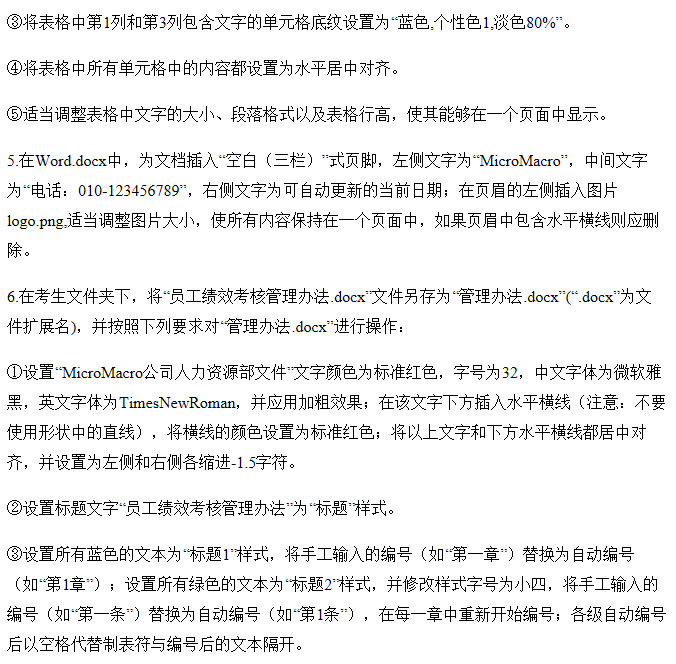 ③将表格中第1列和第3列包含文字的单元格底纹设置为“蓝色,个性色1,淡色80%”。
④将表格中所有单元格中的内容都设置为水平居中对齐。
⑤适当调整表格中文字的大小、段落格式以及表格行高，使其能够在一个页面中显示。
5.在Word.docx中，为文档插入“空白（三栏）”式页脚，左侧文字为“MicroMacro”，中间文字
为“电话：010-123456789”，右侧文字为可自动更新的当前日期；在页眉的左侧插入图片
logo.png,适当调整图片大小，使所有内容保持在一个页面中，如果页眉中包含水平横线则应删
除。
6.在考生文件夹下，将“员工绩效考核管理办法.docx”文件另存为“管理办法.docx”(“.docx”为文
件扩展名)，并按照下列要求对“管理办法.docx”进行操作：
①设置“MicroMacro公司人力资源部文件”文字颜色为标准红色，字号为32，中文字体为微软雅
黑，英文字体为TimesNewRoman，并应用加粗效果；在该文字下方插入水平横线（注意：不要
使用形状中的直线），将横线的颜色设置为标准红色；将以上文字和下方水平横线都居中对
齐，并设置为左侧和右侧各缩进-1.5字符。
②设置标题文字“员工绩效考核管理办法”为“标题”样式。
③设置所有蓝色的文本为“标题1”样式，将手工输入的编号（如“第一章”）替换为自动编号
（如“第1章”）；设置所有绿色的文本为“标题2”样式，并修改样式字号为小四，将手工输入的
编号（如“第一条”）替换为自动编号（如“第1条”），在每一章中重新开始编号；各级自动编号
后以空格代替制表符与编号后的文本隔开。